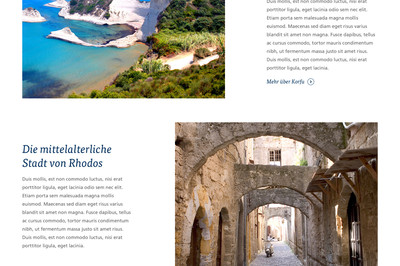 Duis mollis, est non commodo luctus, nisi erat
porttitor ligula, eget lacinia odio sem nec elit.
Etiam porta sem malesuada magna mollis euismod.
Maecenas sed diam eget risus varius blandit
sit amet non magna. Fusce dapibus, tellus
ac cursus commodo, tortor mauris condimentum
nibh, ut fermentum massa justo sit amet risus.
Duis mollis, est non commodo luctus, nisi erat
porttitor ligula, eget lacinia.
Mehr über Korfu
Die mittelalterliche
Stadt von Rhodos
Duis mollis, est non commodo luctus, nisi erat
porttitor ligula, eget lacinia odio sem nec elit.
Etiam porta sem malesuada magna mollis
euismod. Maecenas sed diam eget risus varius
blandit sit amet non magna. Fusce dapibus, tellus
ac cursus commodo, tortor mauris condimentum
nibh, ut fermentum massa justo sit amet risus.
Duis mollis, est non commodo luctus, nisi erat
porttitor ligula, eget lacinia.